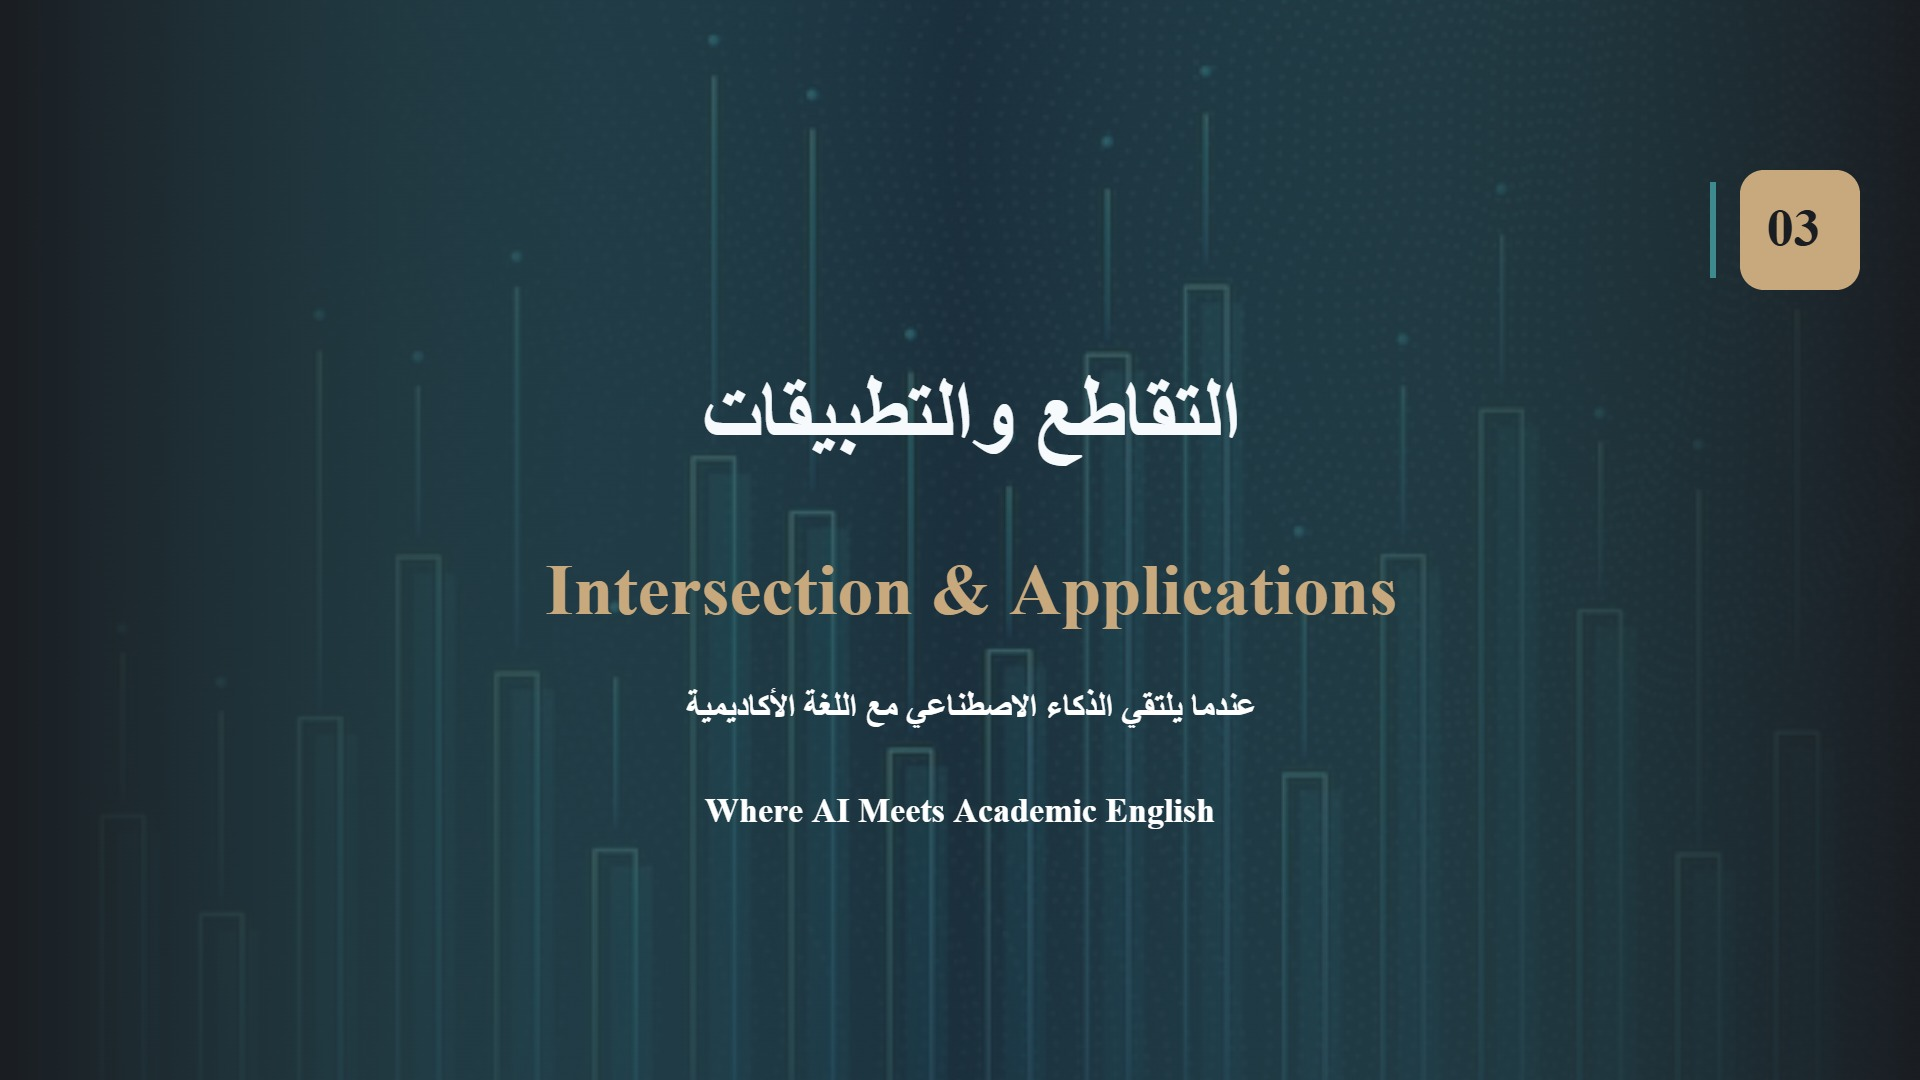 03
التقاطع والتطبيقات
Intersection & Applications
عندما يلتقي الذكاء الاصطناعي مع اللغة الأكاديمية
Where AI Meets Academic English